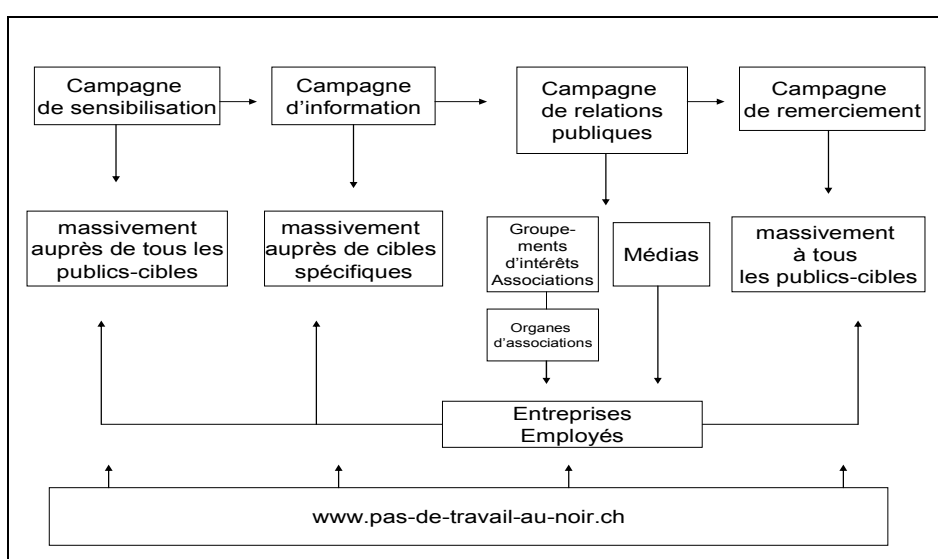 Campagne
de sensibilisation
Campagne
d'information
Campagne
de relations
publiques
Campagne
de remerciement
massivement
auprès de tous les
publics-cibles
massivement
auprès de cibles
spécifiques
Groupe-
ments
d'intérêts
Associations
Médias
massivement
à tous
les publics-cibles
Organes
d'associations
Entreprises
Employés
www.pas-de-travail-au-noir.ch